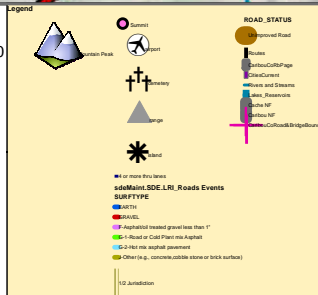 Legend
Summit
airport
Mountain Peak
cemetery
range
island
4 or more thru lanes
sdeMaint.SDE.LRI_Roads Events
SURFTYPE
EARTH
GRAVEL
F-Asphalt/oil treated gravel less than 1"
G-1-Road or Cold Plant mix Asphalt
G-2-Hot mix asphalt pavement
J-Other (e.g., concrete,cobble stone or brick surface)
1/2 Jurisdiction
ROAD_STATUS
Unimproved Road
Routes
CaribouCoRbPage
CitiesCurrent
Rivers and Streams
Lakes_Reservoirs
Cache NF
Caribou NF
CaribouCoRoad&BridgeBound